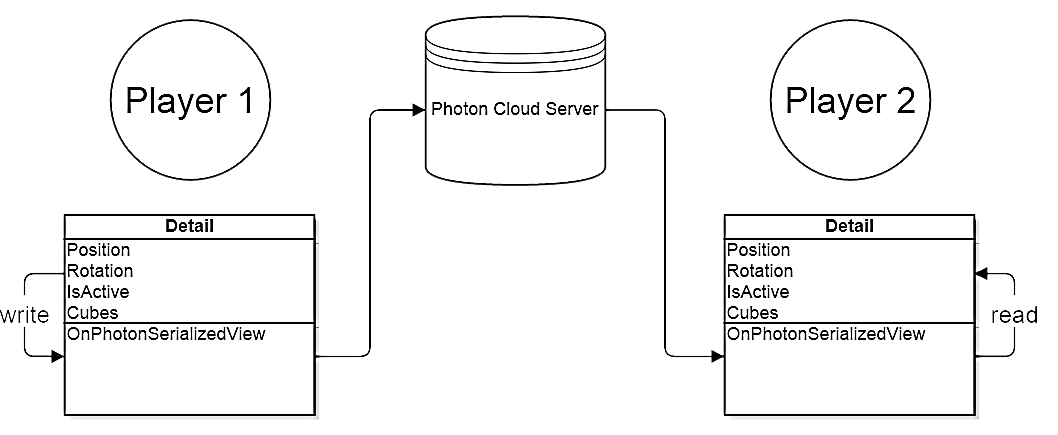 Player 1
Photon Cloud Server
Player 2
Detail
Position
Rotation
IsActive
Cubes
OnPhotonSerializedView
write
Detail
Position
Rotation
IsActive
Cubes
OnPhotonSerializedView
read